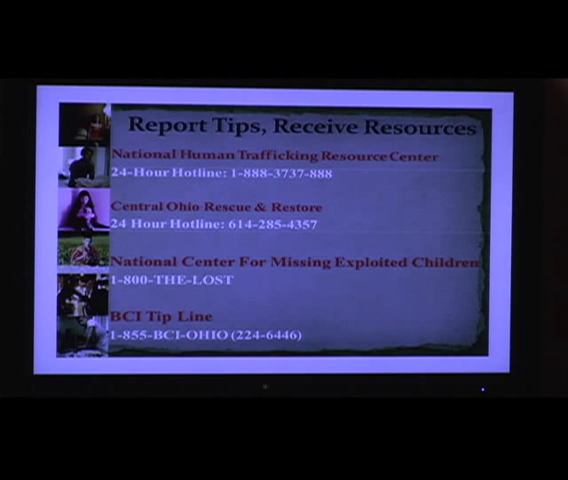 Report Tips, Receive Resources
National Human Trafficking Resource Center
24-Hour Hotline: 1-888-3737-888
Central Ohio Rescue & Restore
24 Hour Hotline: 614-285-4357
National Center For Missing Exploited Children
1-800-THE-LOST
BCI Tip Line
1-855-BCI-OHIO (224-6446)